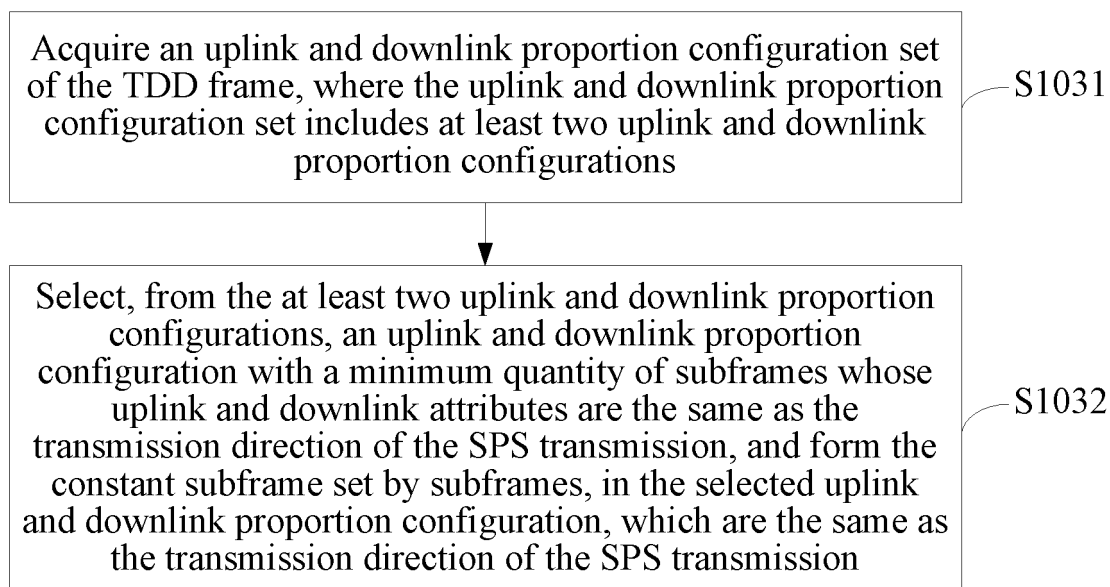 Acquire an uplink and downlink proportion configuration set
of the TDD frame, where the uplink and downlink proportion
configuration set includes at least two uplink and downlink
proportion configurations
S1031
Select, from the at least two uplink and downlink proportion
configurations, an uplink and downlink proportion
configuration with a minimum quantity of subframes whose
uplink and downlink attributes are the same as the
transmission direction of the SPS transmission, and form the
constant subframe set by subframes, in the selected uplink
and downlink proportion configuration, which are the same as
the transmission direction of the SPS transmission
S1032